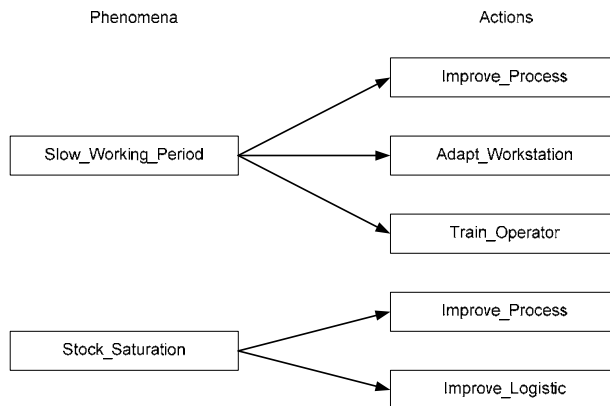 Phenomena
Actions
Improve_Process
Slow_Working_Period
Adapt_Workstation
Train_Operator
Improve_Process
Stock_Saturation
Improve_Logistic